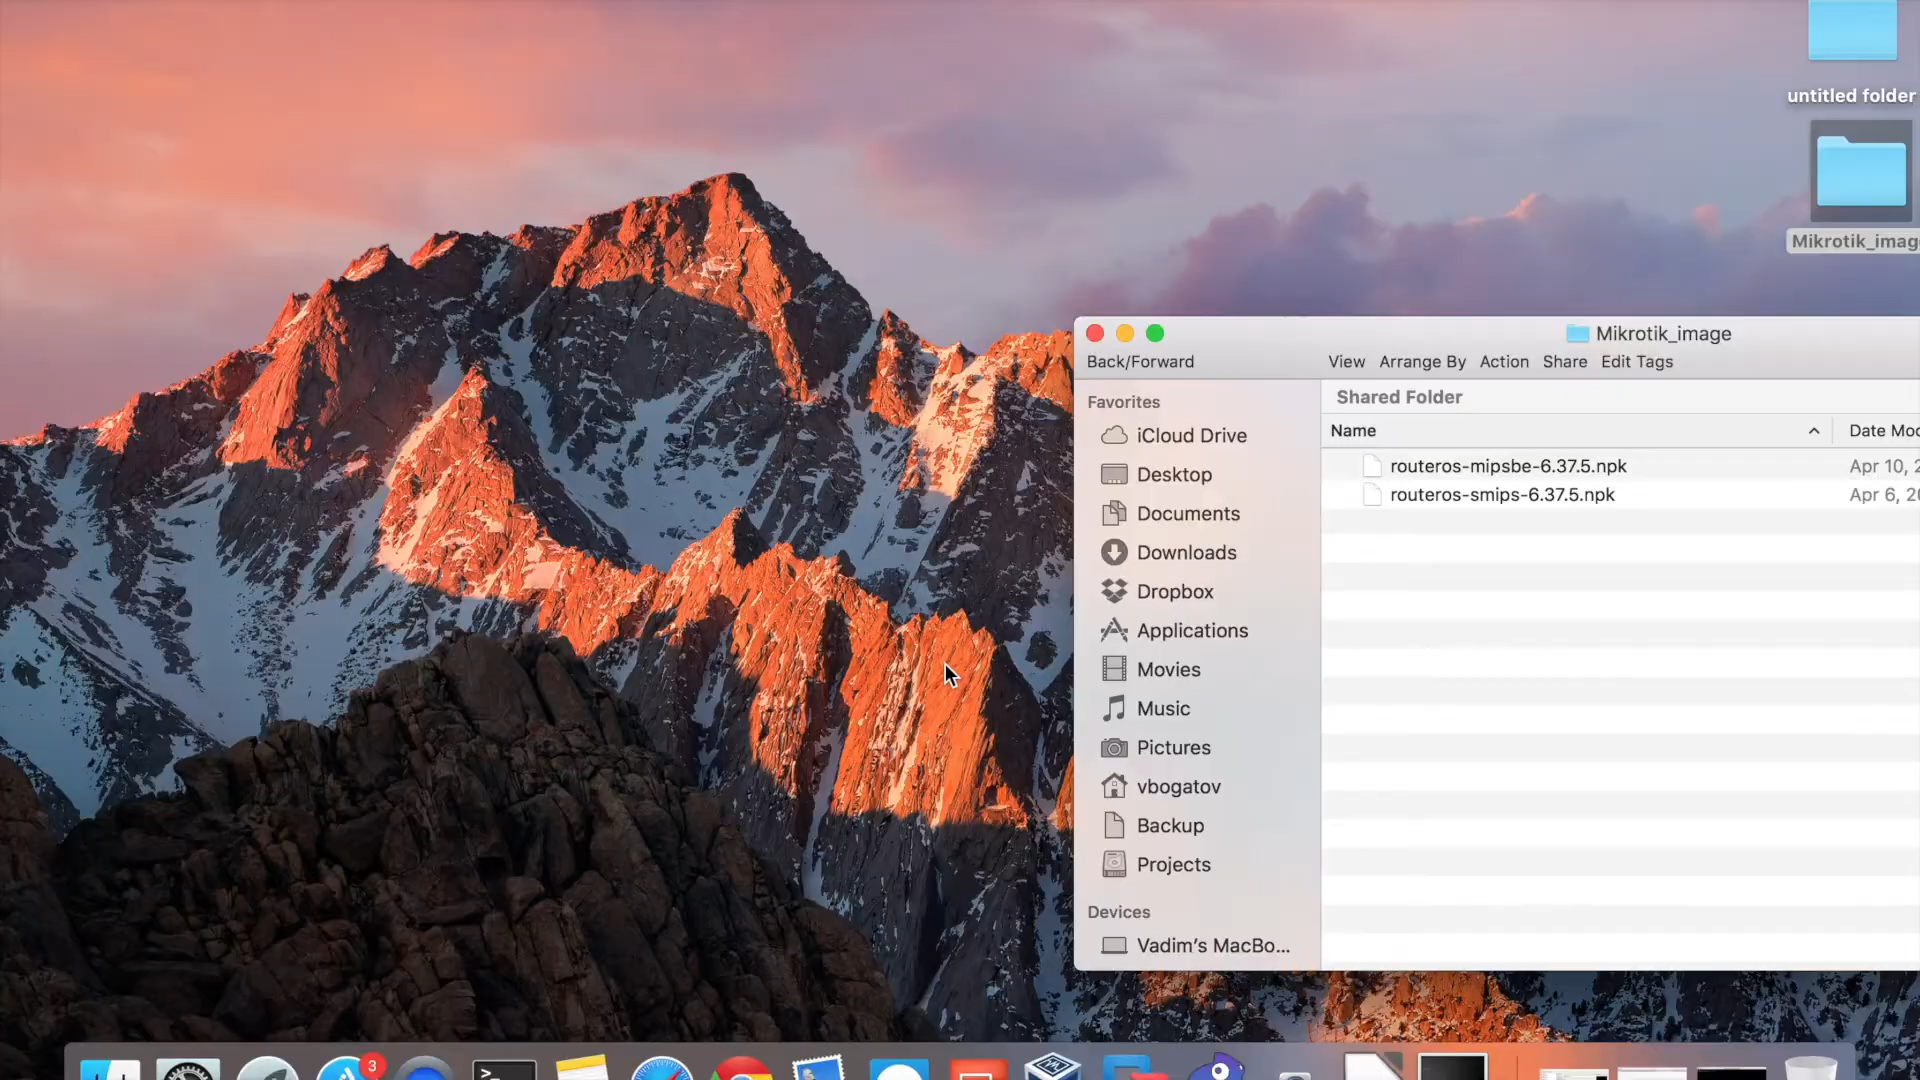 untitled folder
Mikrotik_imag
Mikrotik_image
Back/Forward
View
Arrange By
Action
Share
Edit Tags
Favorites
Shared Folder
Name
Date Mod
iCloud Drive
Desktop
Documents
Downloads
Dropbox
Applications
Movies
Music
Pictures
vbogatov
Backup
Projects
Devices
Vadim’s MacBo...
routeros-mipsbe-6.37.5.npk
Apr 10, 2
routeros-smips-6.37.5.npk
Apr 6, 20
3
>_